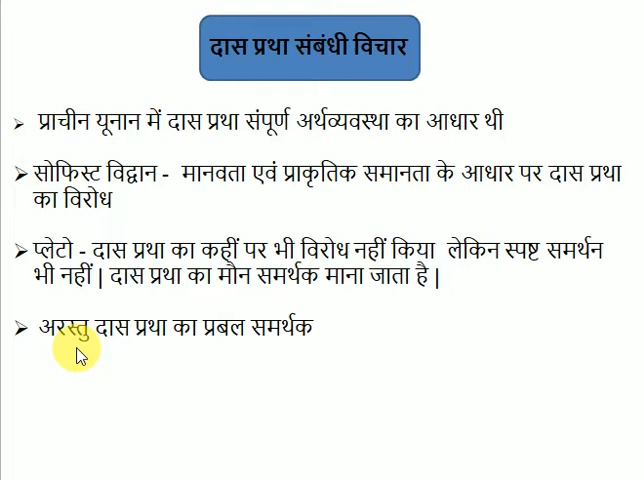 दास प्रथा संबंधी विचार
➢ प्राचीन यूनान में दास प्रथा संपूर्ण अर्थव्यवस्था का आधार थी
➢ सोफिस्ट विद्वान - मानवता एवं प्राकृतिक समानता के आधार पर दास प्रथा
का विरोध
➢ प्लेटो - दास प्रथा का कहीं पर भी विरोध नहीं किया लेकिन स्पष्ट समर्थन
भी नहीं | दास प्रथा का मौन समर्थक माना जाता है |
➢ अरस्तु दास प्रथा का प्रबल समर्थक